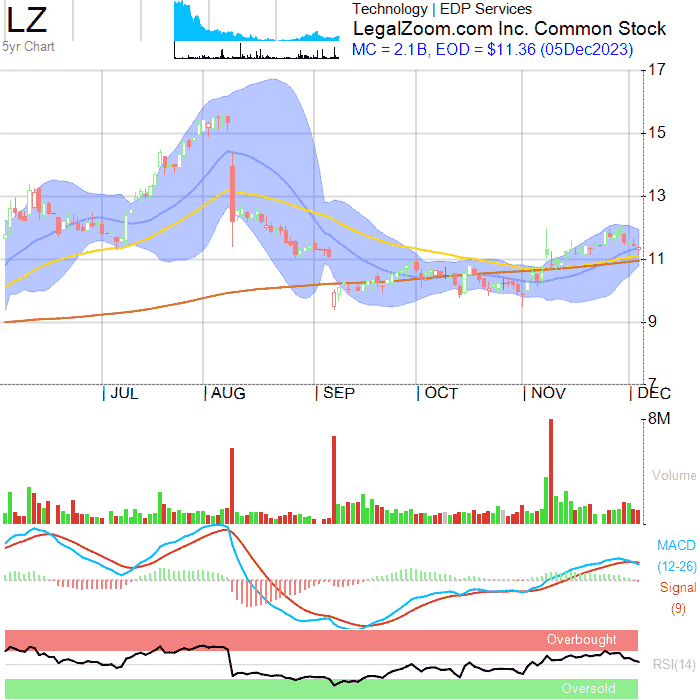 LZ
5yr Chart
Technology | EDP Services
LegalZoom.com Inc. Common Stock
MC = 2.1B, EOD = $11.36 (05Dec2023)
17
15
13
11
9
7
| JUL | AUG | SEP | OCT | NOV | DEC
8M
Volume
MACD
(12-26)
Signal
(9)
Overbought
RSI(14)
Oversold